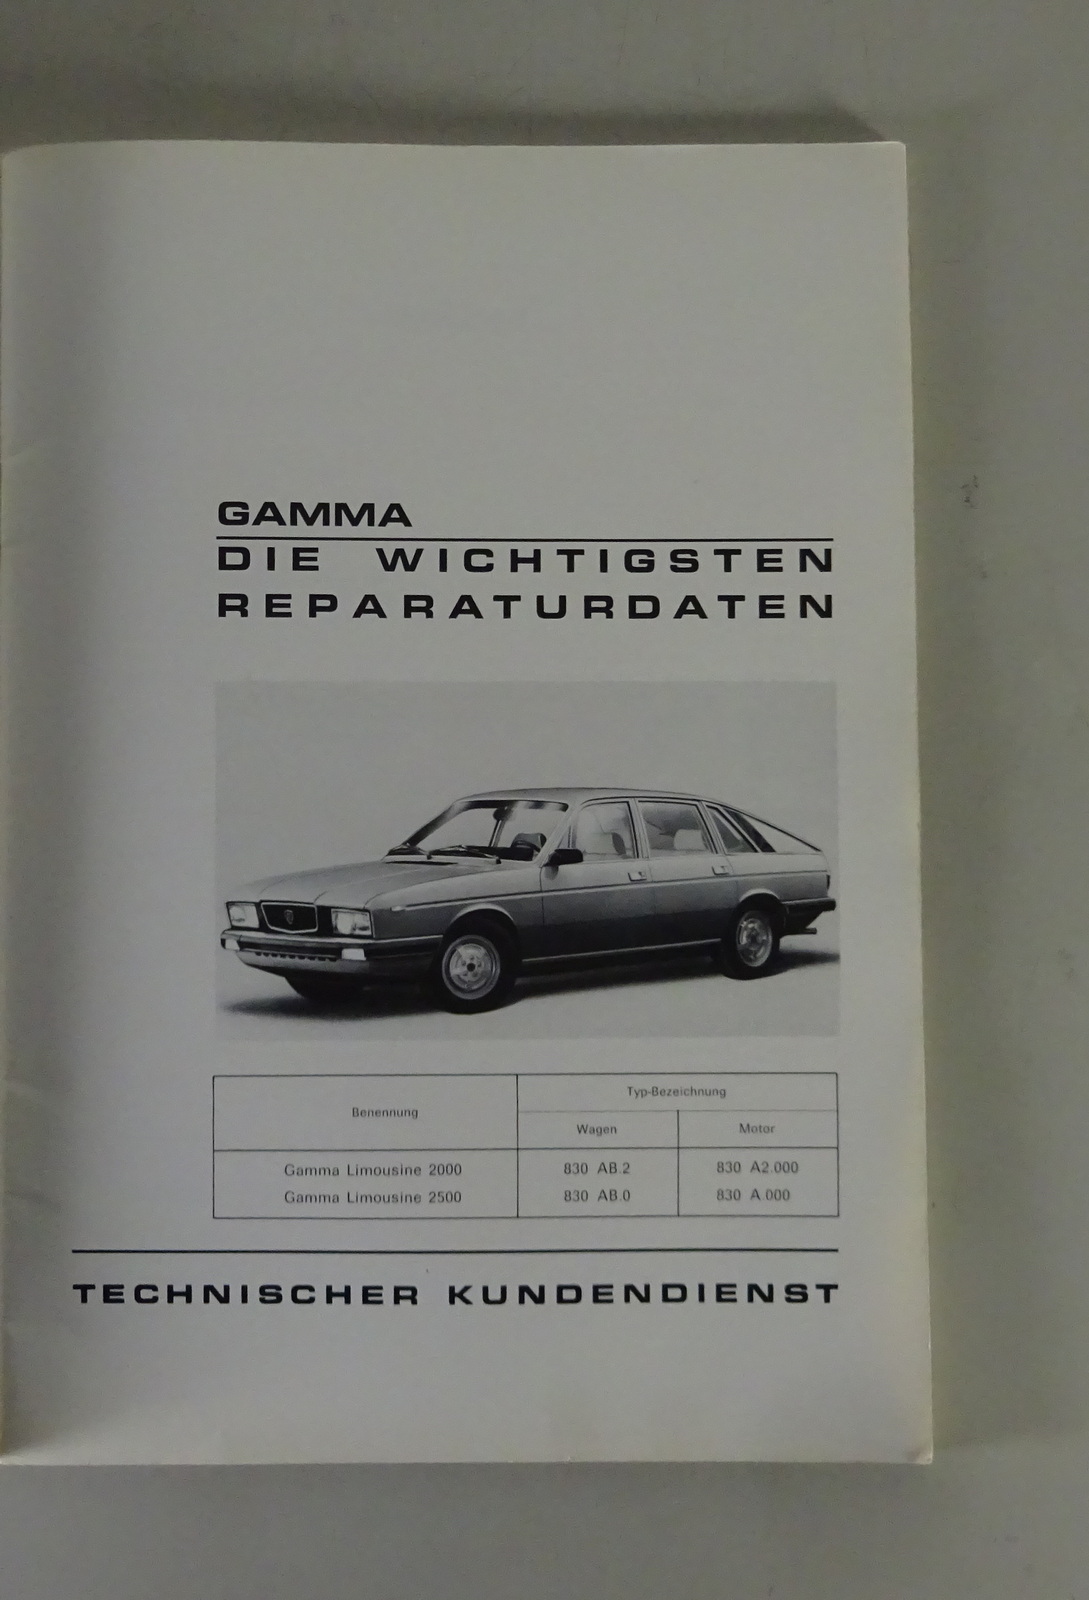 GAMMA
DIE WICHTIGSTEN
REPARATURDATEN
Benennung
Typ-Bezeichnung
Wagen Motor
Gamma Limousine 2000 830 AB.2 830 A2.000
Gamma Limousine 2500 830 AB.0 830 A.000
TECHNISCHER KUNDENDIENST